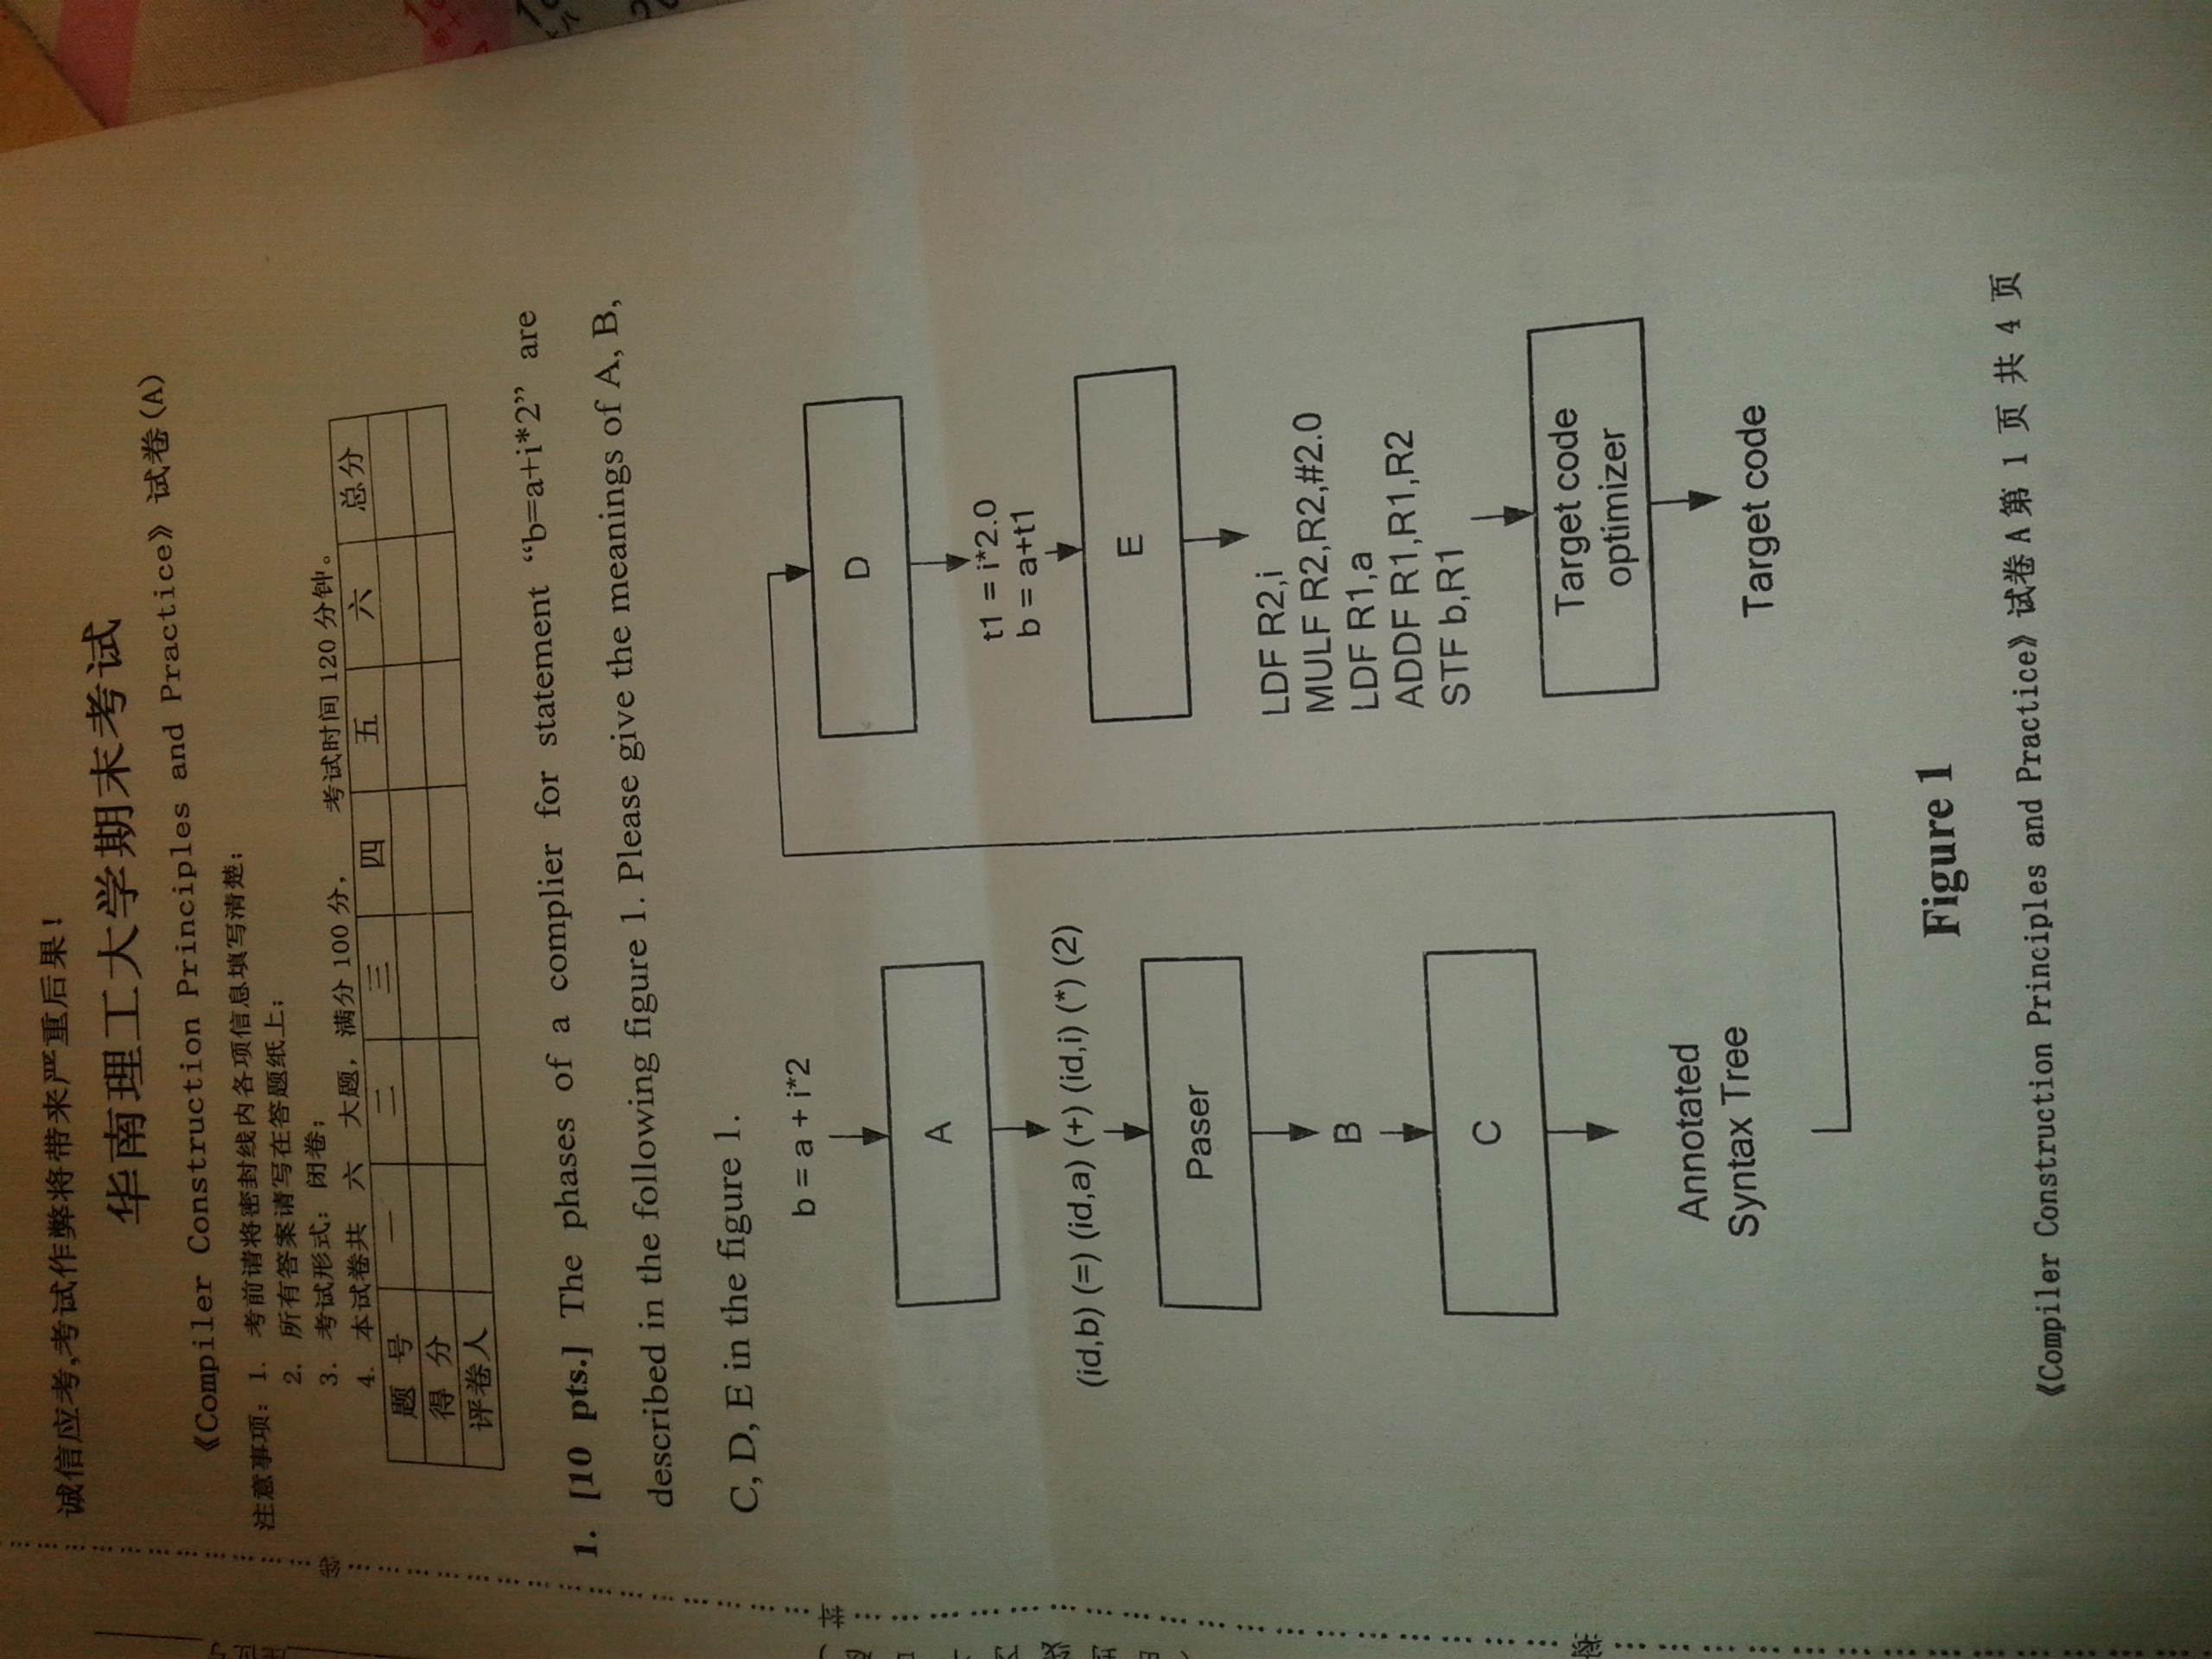 诚信应考,考试作弊将带来严重后果!
华南理工大学期末考试
《Compiler Construction Principles and Practice》试卷(A)
注意事项: 1. 考前请将密封线内各项信息填写清楚;
2. 所有答案请写在答题纸上;
3. 考试形式: 闭卷;
4. 本试卷共 六 大题, 满分 100 分, 考试时间 120 分钟。
题 号 一 二 三 四 五 六 总分
得 分
评卷人
1. [10 pts.] The phases of a complier for statement “b=a+i*2” are
described in the following figure 1. Please give the meanings of A, B,
C, D, E in the figure 1.
b = a + i*2
A
(id,b) (=) (id,a) (+) (id,i) (*) (2)
Paser
B
C
Annotated
Syntax Tree
D
t1 = i*2.0
b = a+t1
E
LDF R2,i
MULF R2,R2,#2.0
LDF R1,a
ADDF R1,R1,R2
STF b,R1
Target code
optimizer
Target code
Figure 1
《Compiler Construction Principles and Practice》试卷 A 第 1 页 共 4 页
线
封
密